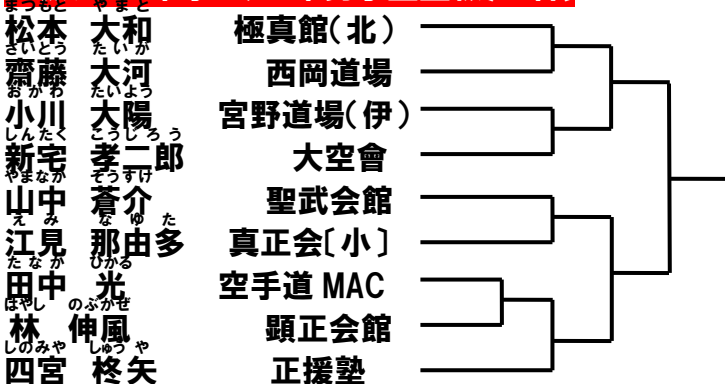 まつもと やまと
松本 大和 極真館(北)
さいとう たいが
齋藤 大河 西岡道場
おがわ たいよう
小川 大陽 宮野道場(伊)
しんたく こうじろう
新宅 孝二郎 大空會
やまなか そうすけ
山中 蒼介 聖武会館
えみ なゆた
江見 那由多 真正会〔小〕
たなか ひかる
田中 光 空手道 MAC
はやし のぶかぜ
林 伸風 顕正会館
しのみや しゅうや
四宮 柊矢 正援塾